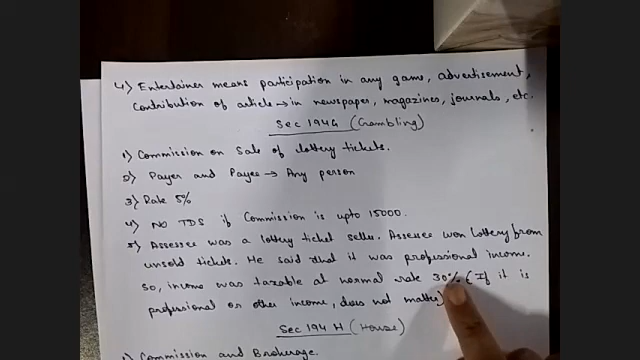 4) Entertainer means participation in any game, advertisement,
Contribution of article → in newspaper, magazines, journals, etc.
Sec 194G (Gambling)
1) Commission on Sale of lottery tickets.
2) Payer and Payee → Any person
3) Rate 5%
4) No TDS if Commission is upto 15000.
5) Assessee was a lottery ticket seller. Assessee won lottery from
unsold tickets. He said that it was professional income.
So, income was taxable at normal rate 30% (If it is
professional or other income, does not matter)
Sec 194 H (House)
1) Commission and Brokerage.